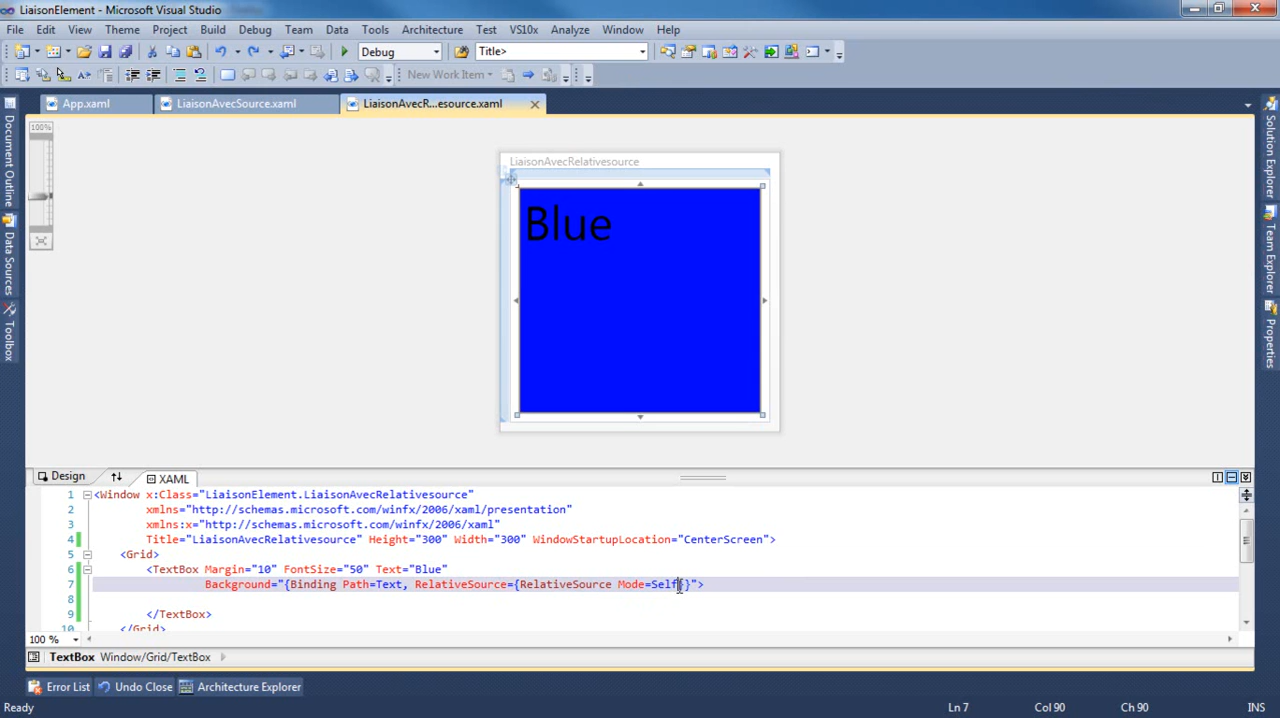 LiaisonElement - Microsoft Visual Studio
File Edit View Theme Project Build Debug Team Data Tools Architecture Test VS10x Analyze Window Help
Debug Title>
New Work Item
App.xaml LiaisonAvecSource.xaml LiaisonAvecR...esource.xaml
Document Outline
Data Sources
Toolbox
100%
LiaisonAvecRelativesource
Blue
Solution Explorer
Team Explorer
Properties
Design XAML
1 <Window x:Class="LiaisonElement.LiaisonAvecRelativesource"
2 xmlns="http://schemas.microsoft.com/winfx/2006/xaml/presentation"
3 xmlns:x="http://schemas.microsoft.com/winfx/2006/xaml"
4 Title="LiaisonAvecRelativesource" Height="300" Width="300" WindowStartupLocation="CenterScreen">
5 <Grid>
6 <TextBox Margin="10" FontSize="50" Text="Blue"
7 Background="{Binding Path=Text, RelativeSource={RelativeSource Mode=Self}}">
8
9 </TextBox>
10 </Grid>
100 %
TextBox Window/Grid/TextBox
Error List Undo Close Architecture Explorer
Ready Ln 7 Col 90 Ch 90 INS